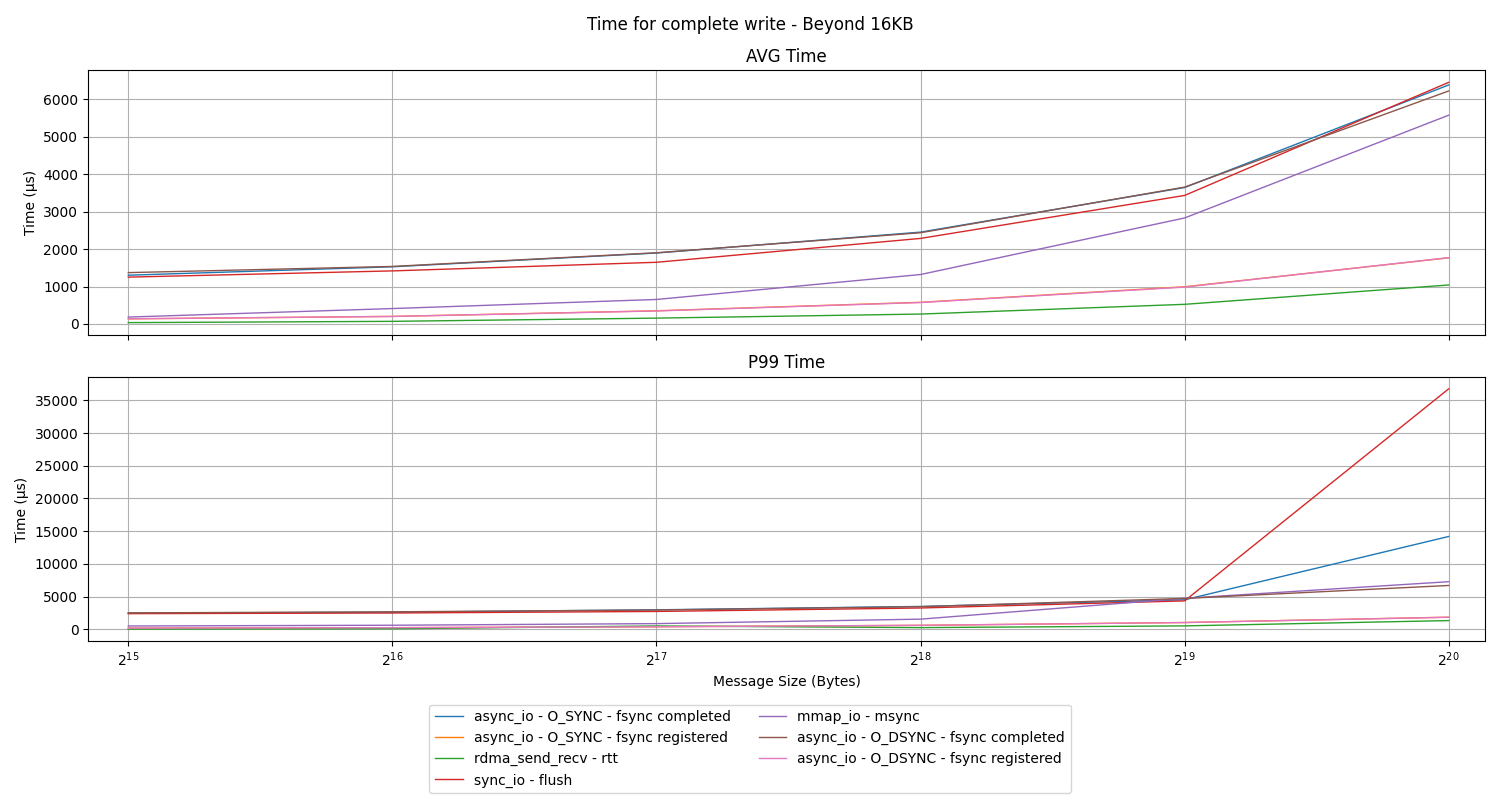 Time for complete write - Beyond 16KB
AVG Time
6000
5000
4000
3000
2000
1000
0
Time (µs)
P99 Time
35000
30000
25000
20000
15000
10000
5000
0
Time (µs)
2^15 2^16 2^17 2^18 2^19 2^20
Message Size (Bytes)
async_io - O_SYNC - fsync completed
async_io - O_SYNC - fsync registered
rdma_send_recv - rtt
sync_io - flush
mmap_io - msync
async_io - O_DSYNC - fsync completed
async_io - O_DSYNC - fsync registered